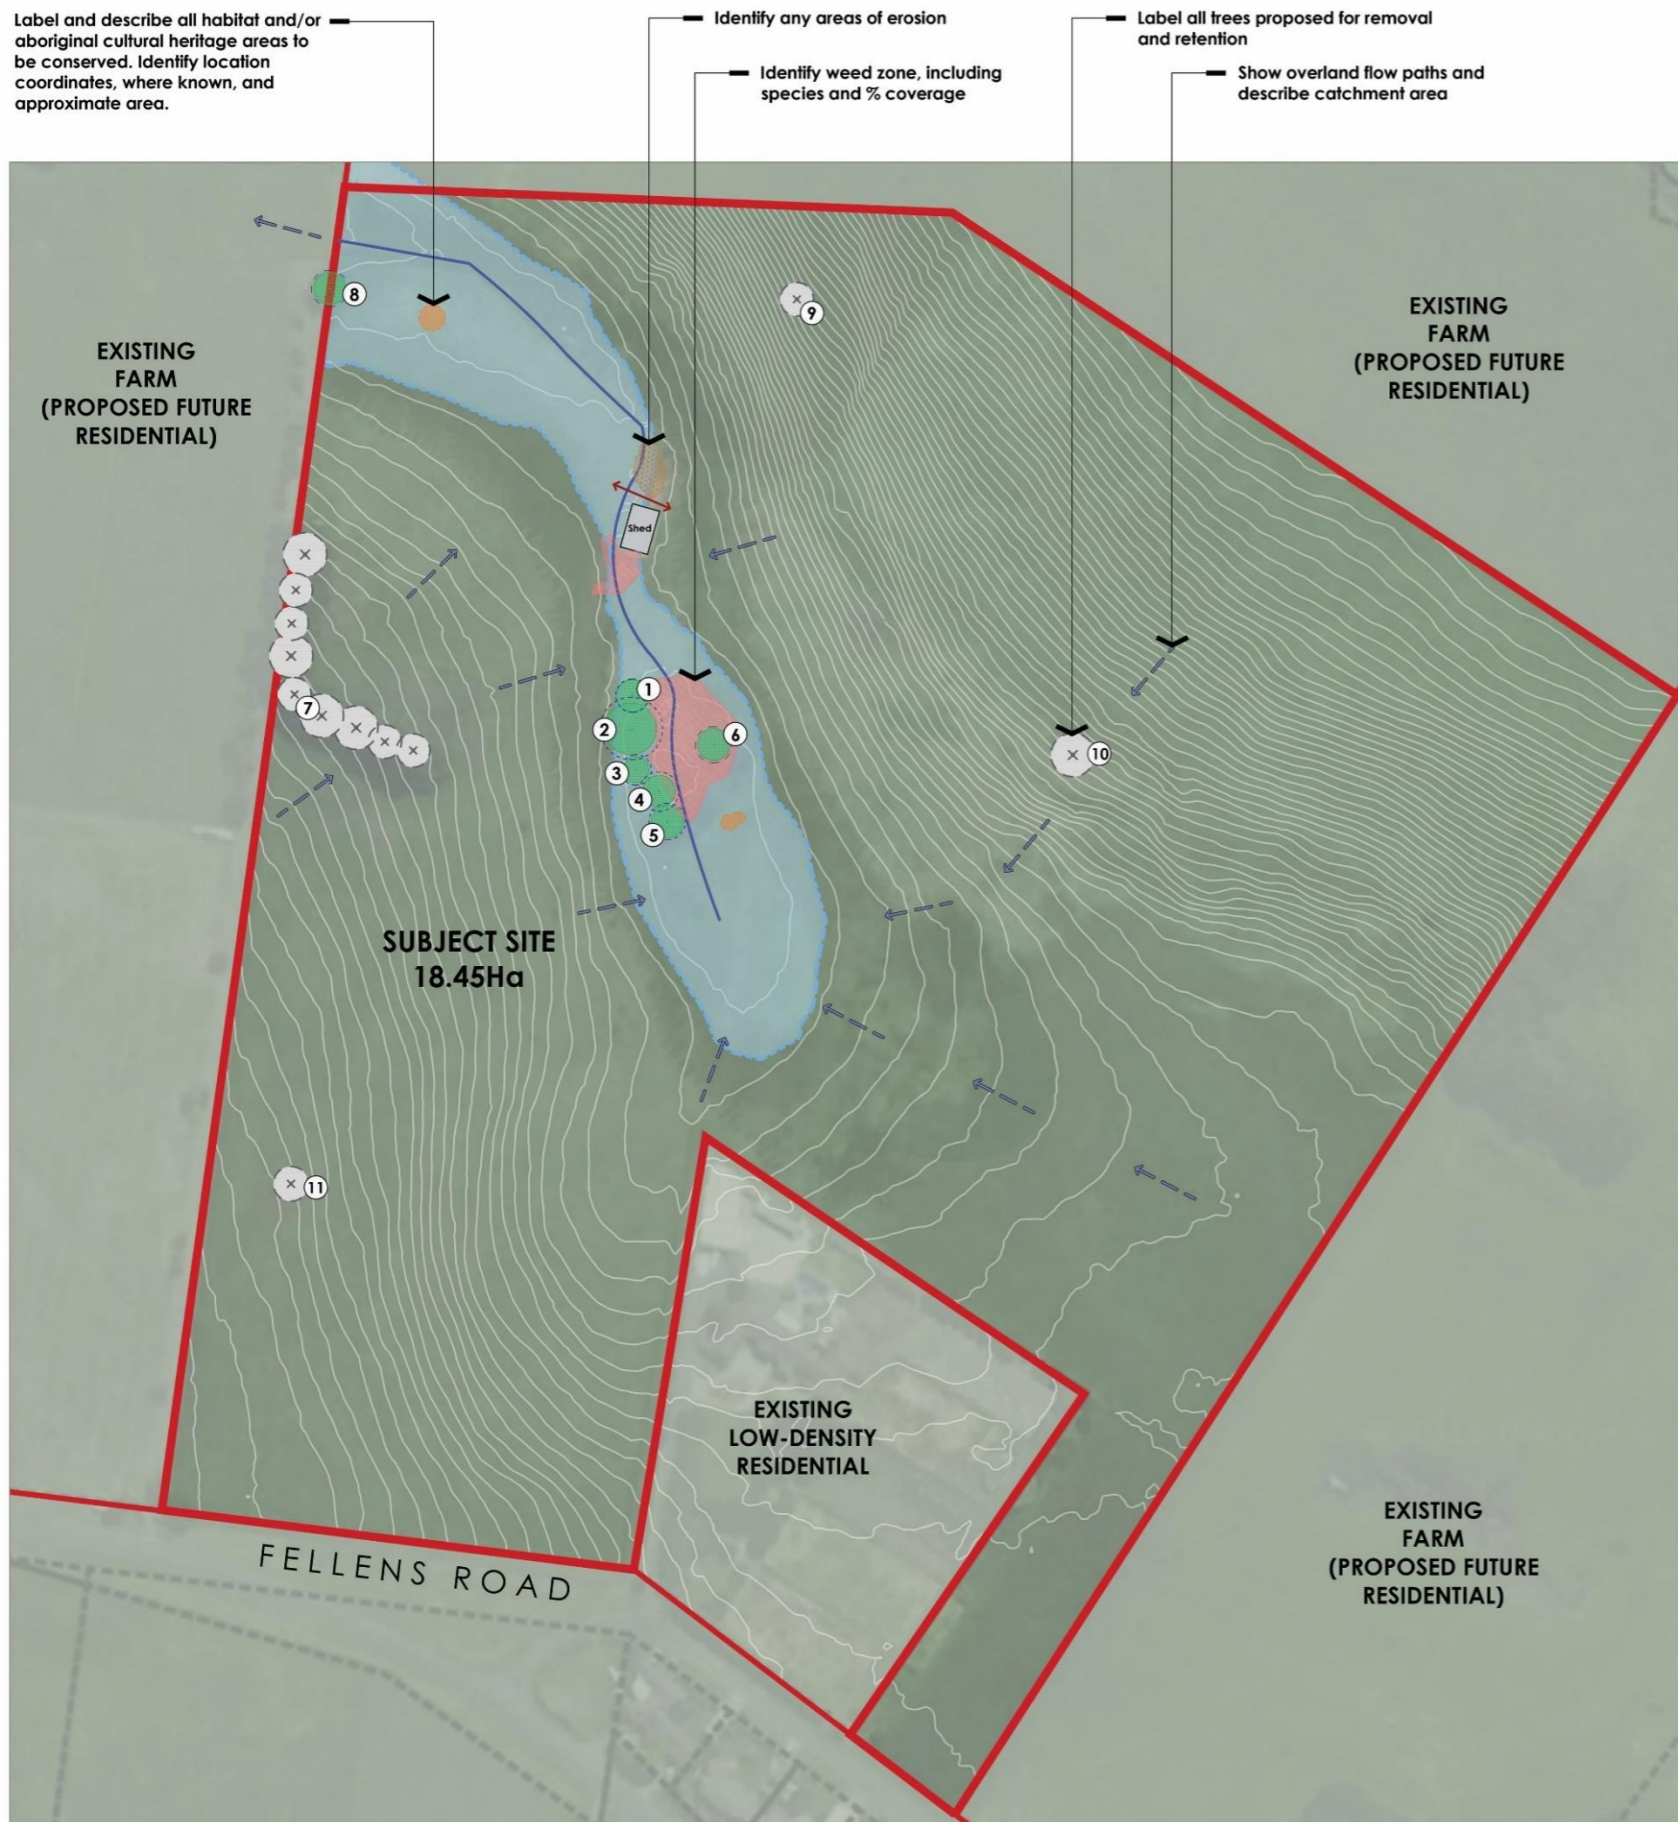 Label and describe all habitat and/or
aboriginal cultural heritage areas to
be conserved. Identify location
coordinates, where known, and
approximate area.
Identify any areas of erosion
Identify weed zone, including
species and % coverage
Label all trees proposed for removal
and retention
Show overland flow paths and
describe catchment area
8
9
EXISTING
FARM
(PROPOSED FUTURE
RESIDENTIAL)
EXISTING
FARM
(PROPOSED FUTURE
RESIDENTIAL)
Shed
1
2
3
4
5
6
7
10
SUBJECT SITE
18.45Ha
11
EXISTING
LOW-DENSITY
RESIDENTIAL
EXISTING
FARM
(PROPOSED FUTURE
RESIDENTIAL)
FELLENS ROAD